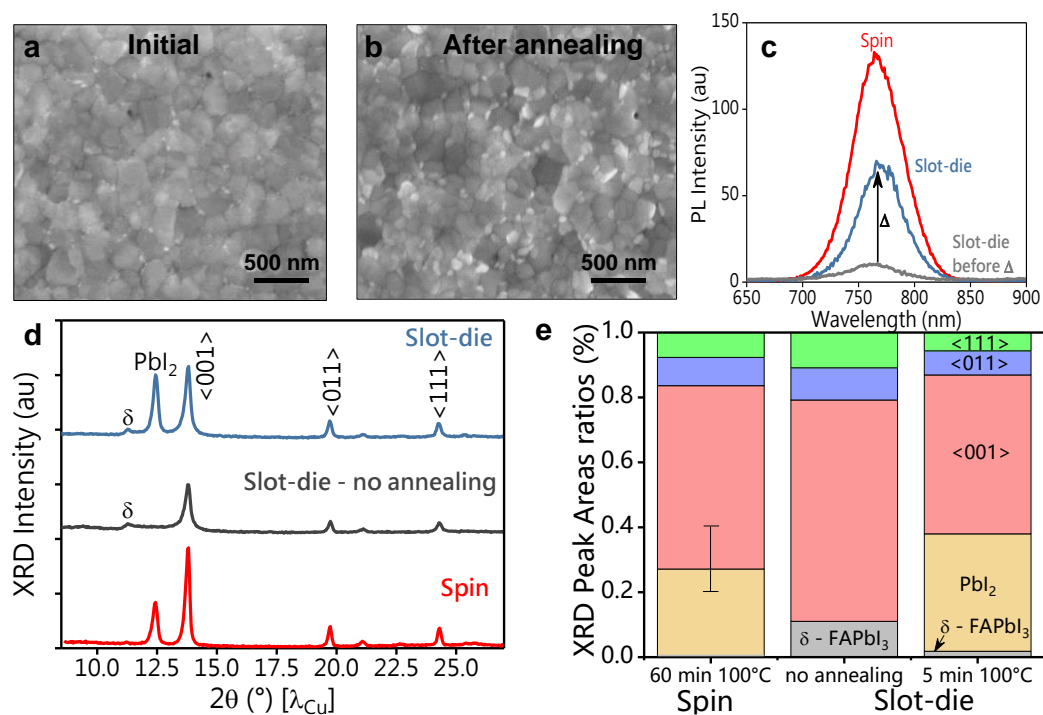 a
Initial
500 nm
b
After annealing
500 nm
c
PL Intensity (au)
150
100
50
0
Spin
Slot-die
Δ
Slot-die
before Δ
650
700
750
800
850
900
Wavelength (nm)
d
XRD Intensity (au)
Slot-die
PbI₂
<001>
<011>
<111>
δ
Slot-die - no annealing
δ
Spin
10.0
12.5
15.0
17.5
20.0
22.5
25.0
2θ (°) [λCu]
e
XRD Peak Areas ratios (%)
1.0
0.8
0.6
0.4
0.2
0.0
<111>
<011>
<001>
PbI₂
δ - FAPbI₃
δ - FAPbI₃
60 min 100°C
no annealing
5 min 100°C
Spin
Slot-die